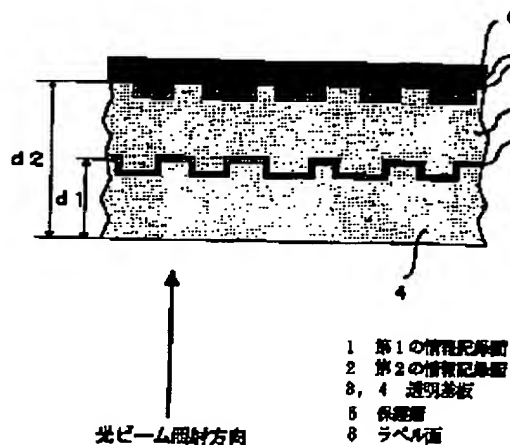 d2
d1
4
光ビーム照射方向
1 第1の情報記録面
2 第2の情報記録面
3, 4 透明基板
5 保護層
6 ラベル面